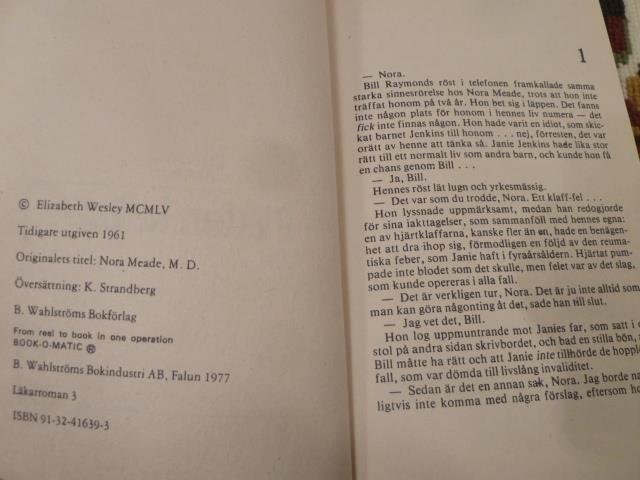 © Elizabeth Wesley MCMLV
Tidigare utgiven 1961
Originalets titel: Nora Meade, M. D.
Översättning: K. Strandberg
B. Wahlströms Bokförlag
From reel to book in one operation
BOOK-O-MATIC ®
B. Wahlströms Bokindustri AB, Falun 1977
Läkarroman 3
ISBN 91-32-41639-3
1
— Nora.
Bill Raymonds röst i telefonen framkallade samma
starka sinnesrörelse hos Nora Meade, trots att hon inte
träffat honom på två år. Hon bet sig i läppen. Det fanns
inte någon plats för honom i hennes liv numera — det
fick inte finnas någon. Hon hade varit en idiot, som skic-
kat barnet Jenkins till honom . . . nej, förresten, det var
orätt av henne att tänka så. Janie Jenkins hade lika stor
rätt till ett normalt liv som andra barn, och kunde hon få
en chans genom Bill . . .
— Ja, Bill.
Hennes röst lät lugn och yrkesmässig.
— Det var som du trodde, Nora. Ett klaff-fel . . .
Hon lyssnade uppmärksamt, medan han redogjorde
för sina iakttagelser, som sammanföll med hennes egna:
en av hjärtklaffarna, kanske fler än en, hade en benägen-
het att dra ihop sig, förmodligen en följd av den reuma-
tiska feber, som Janie haft i fyraårsåldern. Hjärtat pum-
pade inte blodet som det skulle, men felet var av det slag,
som kunde opereras i alla fall.
— Det är verkligen tur, Nora. Det är ju inte alltid som
man kan göra någonting åt det, sade han till slut.
— Jag vet det, Bill.
Hon log uppmuntrande mot Janies far, som satt i
stol på andra sidan skrivbordet, och bad en stilla bön,
Bill måtte ha rätt och att Janie inte tillhörde de
fall, som var dömda till livslång invaliditet.
— Sedan är det en annan sak, Nora. Jag borde
ligtvis inte komma med några förslag, eftersom